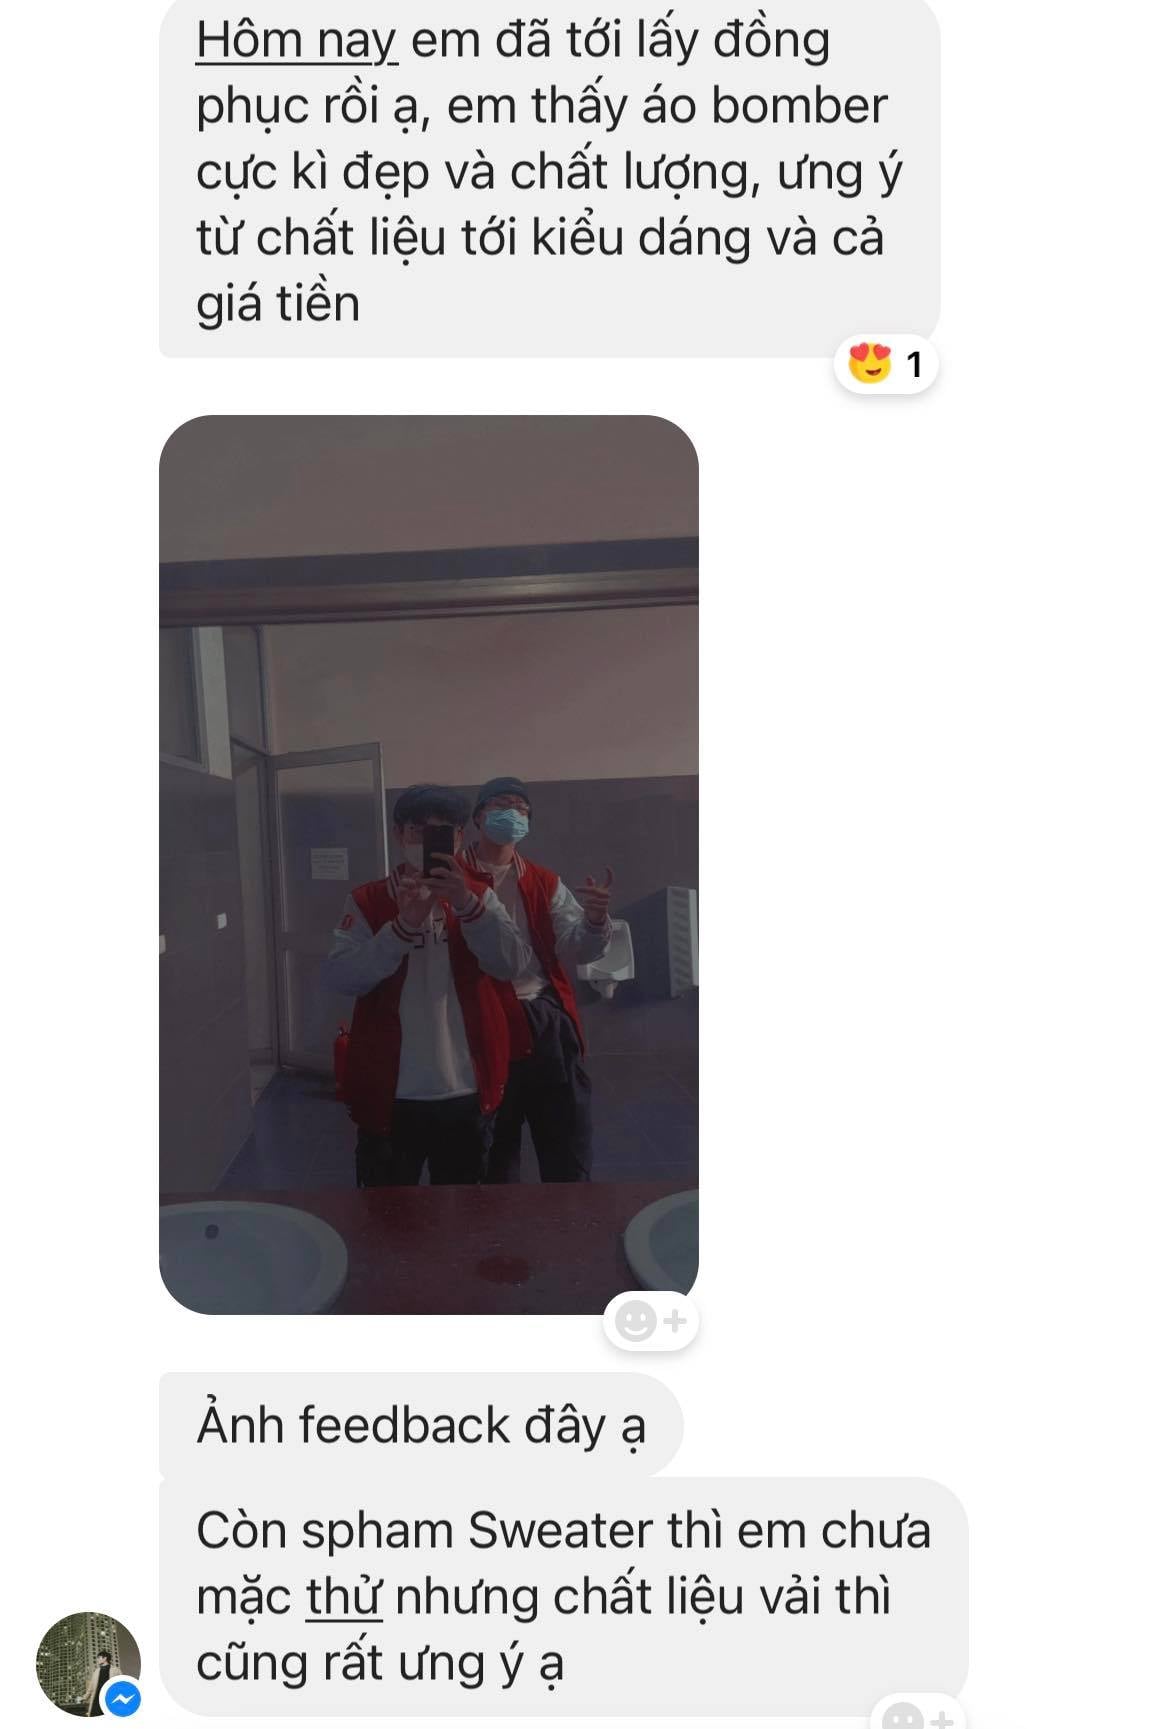 Hôm nay em đã tới lấy đồng
phục rồi ạ, em thấy áo bomber
cực kì đẹp và chất lượng, ưng ý
từ chất liệu tới kiểu dáng và cả
giá tiền
1
Ảnh feedback đây ạ
Còn spham Sweater thì em chưa
mặc thử nhưng chất liệu vải thì
cũng rất ưng ý ạ